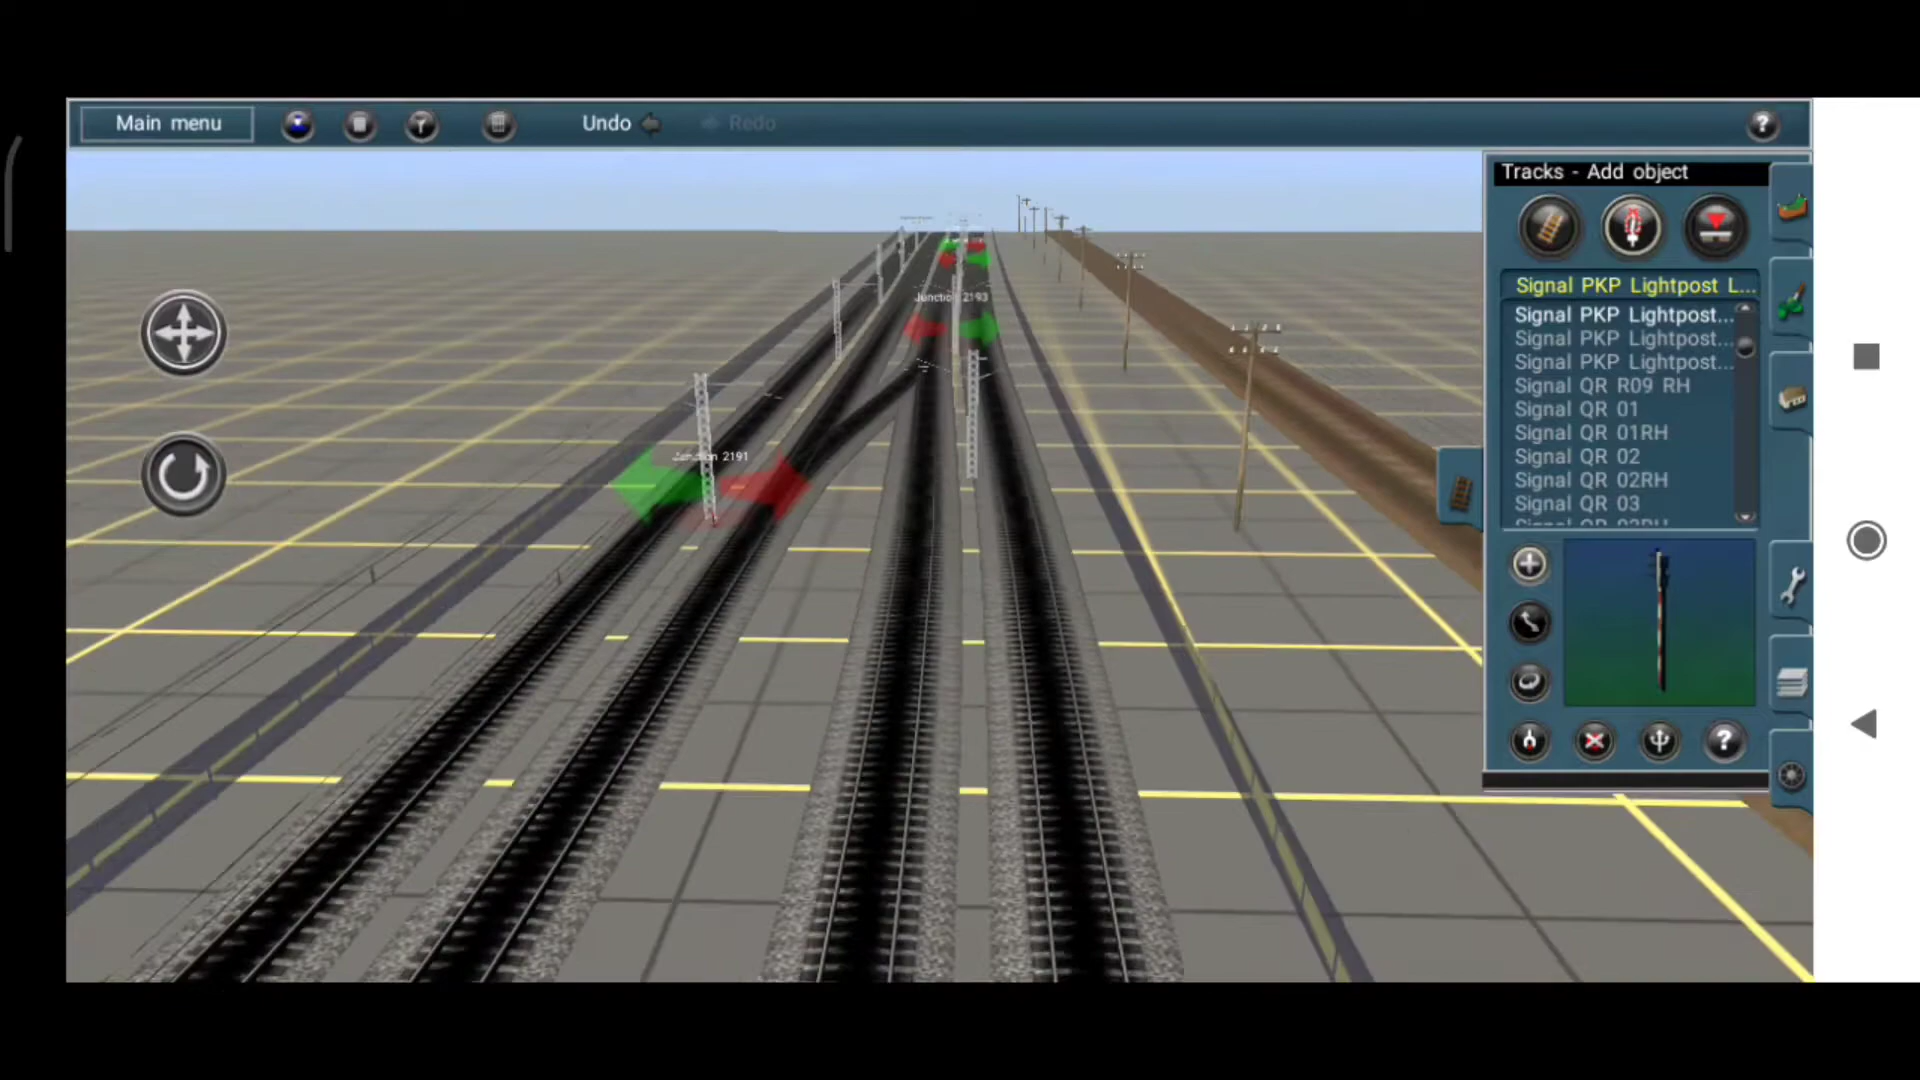 Main menu
Undo
Redo
?
Tracks - Add object
Signal PKP Lightpost L...
Signal PKP Lightpost...
Signal PKP Lightpost...
Signal PKP Lightpost...
Signal QR R09 RH
Signal QR 01
Signal QR 01RH
Signal QR 02
Signal QR 02RH
Signal QR 03
Junction 2193
Junction 2191
?